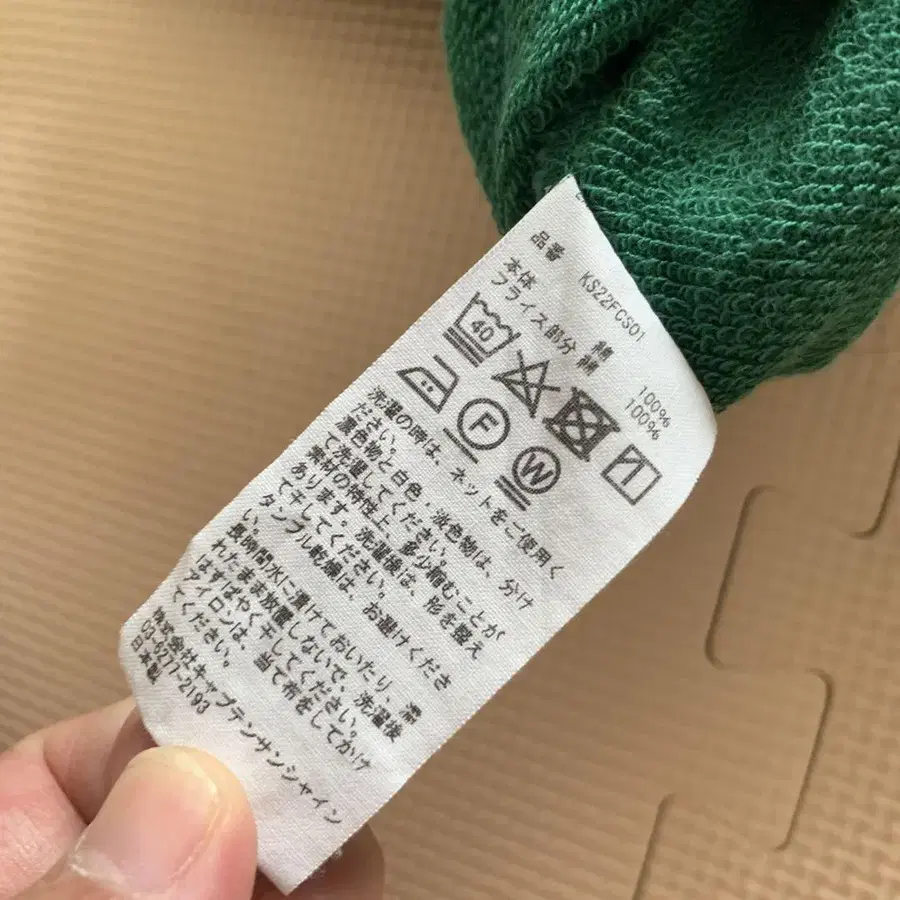 品番 KS22FCS01
本体 綿 100%
フライス部分 綿 100%
40
F
W
洗濯の時は、ネットをご使用く
ださい。
濃色物と白色・淡色物は、分け
て洗濯してください。
素材の特性上、多少縮むことが
あります。洗濯後は、形を整え
て干してください。
タンブル乾燥は、お避けくださ
い。
長時間水に漬けておいたり、濡
れたまま放置しないで、洗濯後
はすばやく干してください。
アイロンは、当て布をしてかけ
てください。
株式会社キャプテンサンシャイン
03-6277-2193
日本製